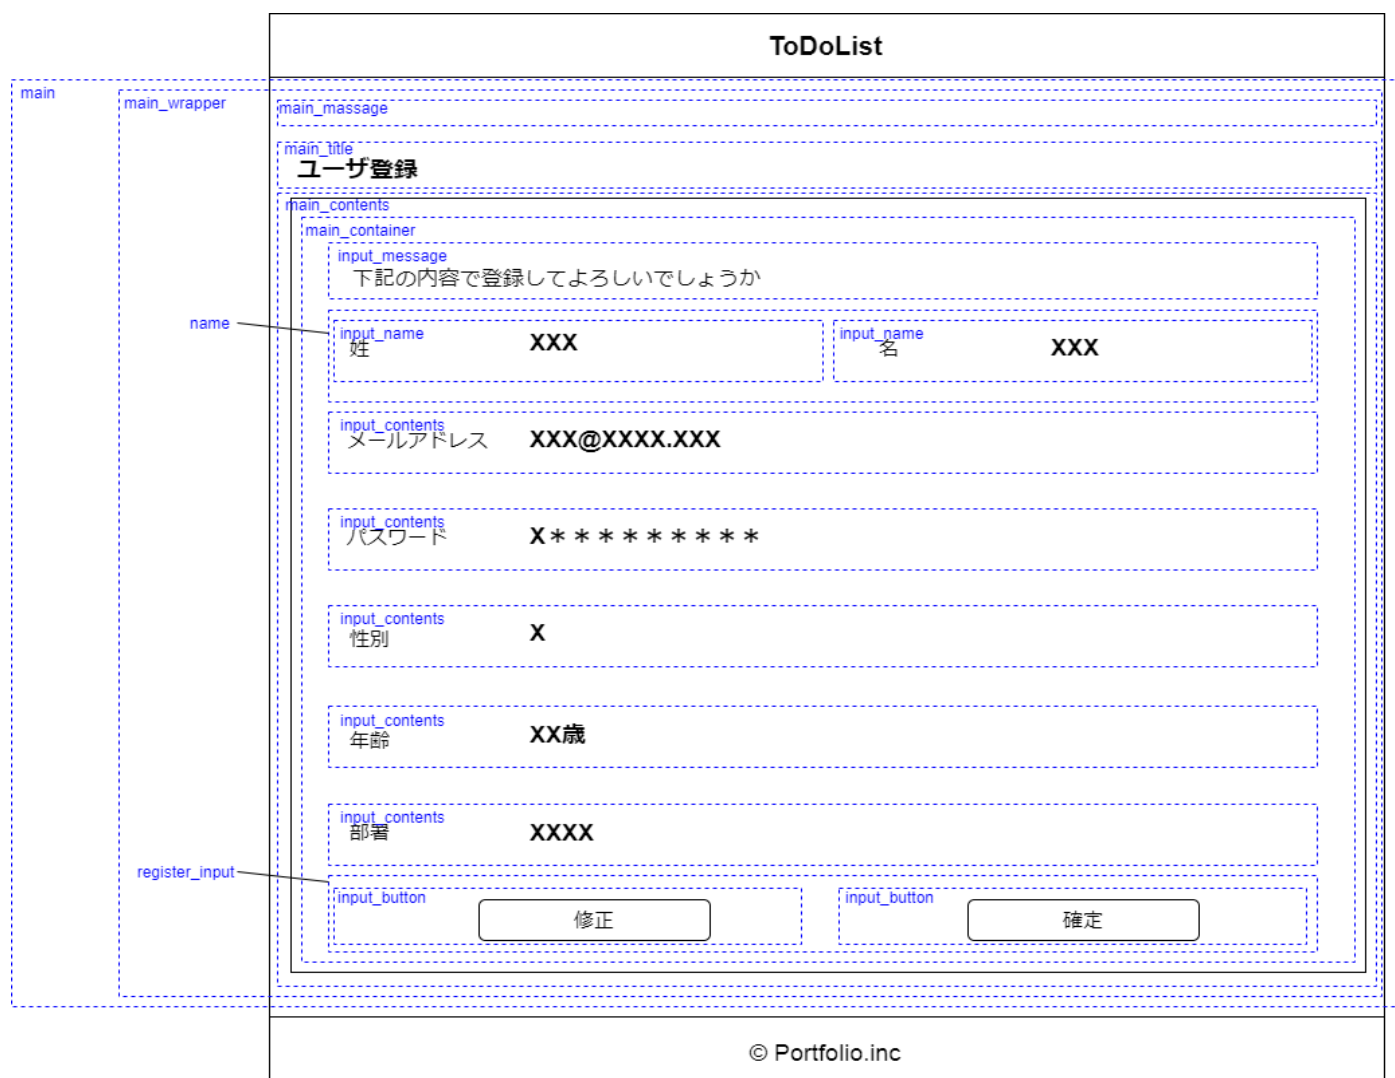 ToDoList
main
main_wrapper
main_massage
main_title
ユーザ登録
main_contents
main_container
input_message
下記の内容で登録してよろしいでしょうか
name
input_name
姓 XXX
input_name
名 XXX
input_contents
メールアドレス XXX@XXXX.XXX
input_contents
パスワード X＊＊＊＊＊＊＊＊＊
input_contents
性別 X
input_contents
年齢 XX歳
input_contents
部署 XXXX
register_input
input_button
修正
input_button
確定
© Portfolio.inc